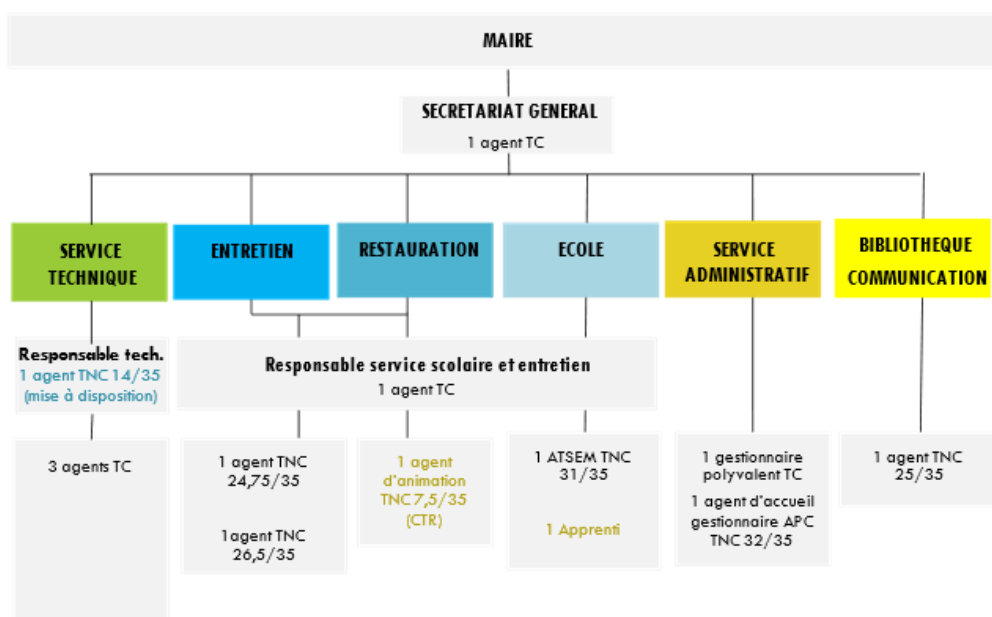 MAIRE
SECRETARIAT GENERAL
1 agent TC
SERVICE
TECHNIQUE
ENTRETIEN
RESTAURATION
ECOLE
SERVICE
ADMINISTRATIF
BIBLIOTHEQUE
COMMUNICATION
Responsable tech.
1 agent TNC 14/35
(mise à disposition)
Responsable service scolaire et entretien
1 agent TC
3 agents TC
1 agent TNC
24,75/35
1agent TNC
26,5/35
1 agent
d'animation
TNC 7,5/35
(CTR)
1 ATSEM TNC
31/35
1 Apprenti
1 gestionnaire
polyvalent TC
1 agent d'accueil
gestionnaire APC
TNC 32/35
1 agent TNC
25/35